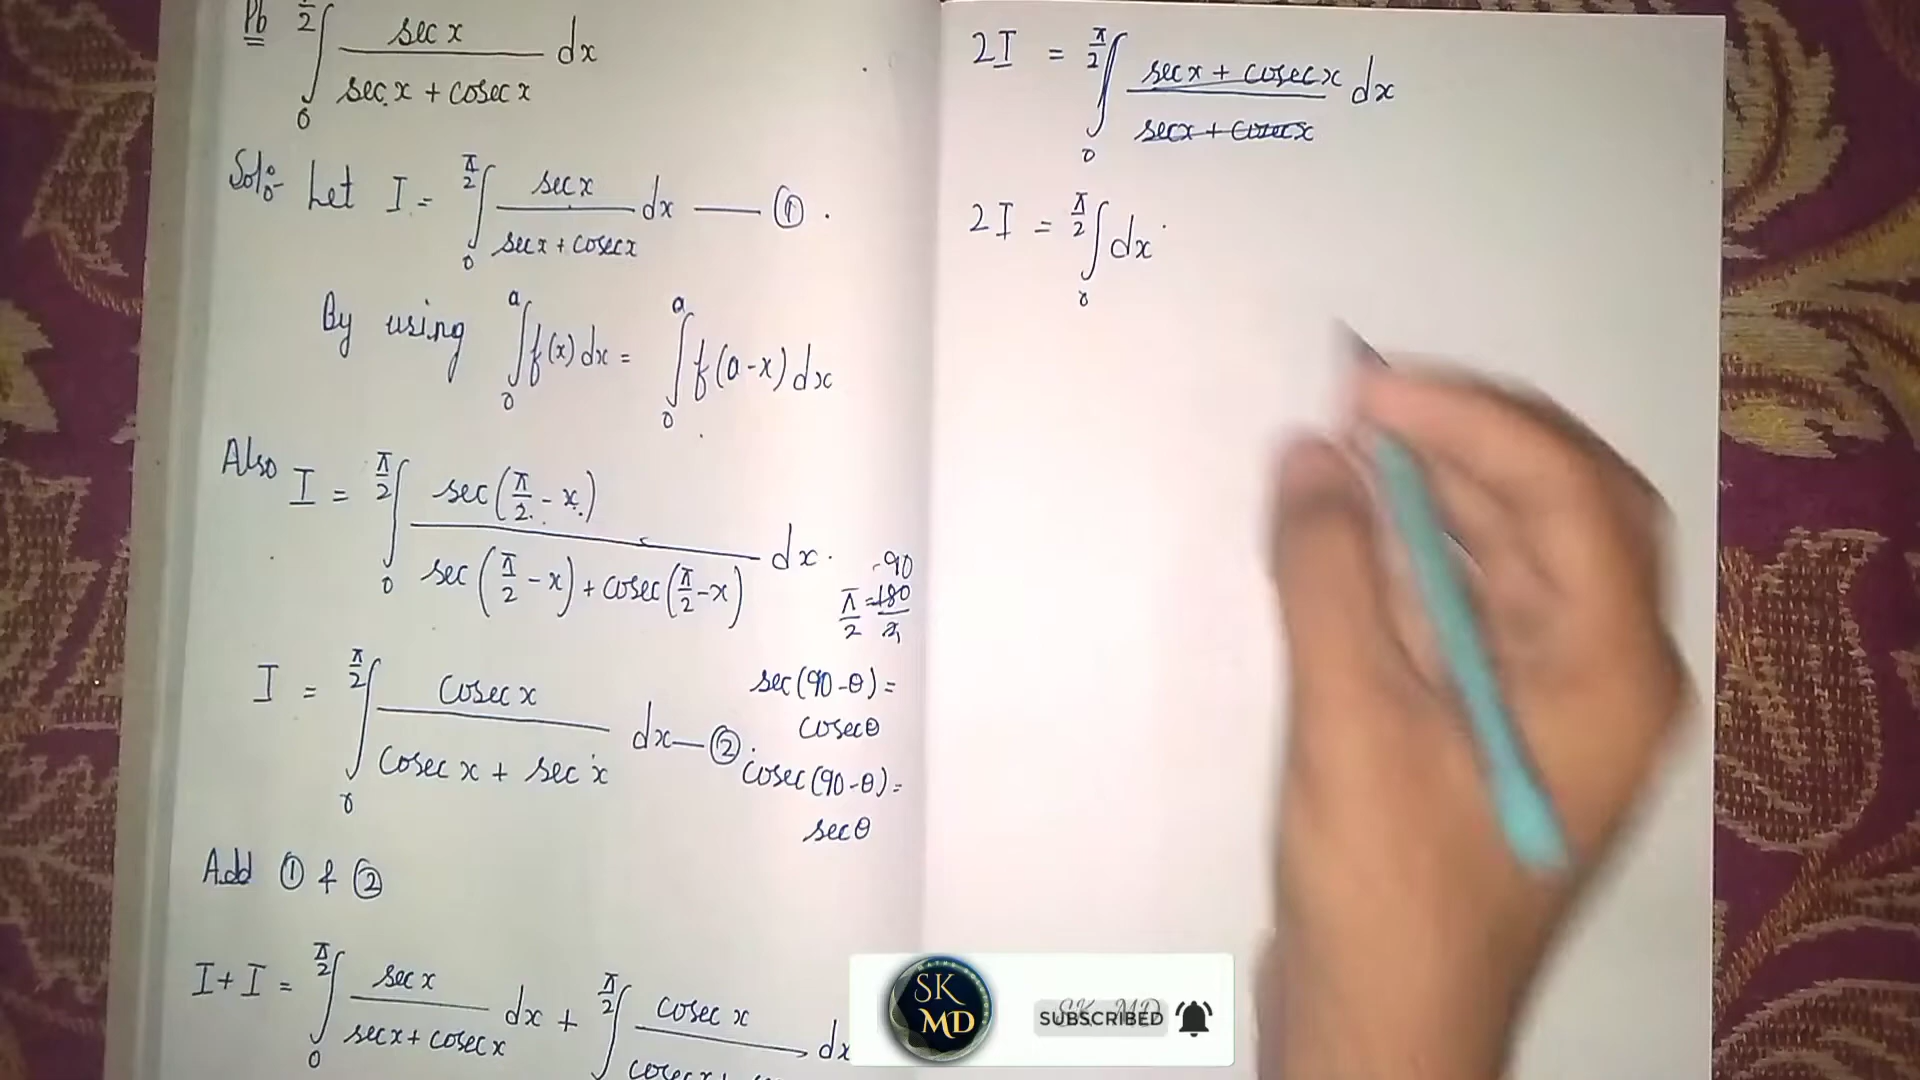 Pb π/2∫0 sec x / (sec x + cosec x) dx
Sol:- Let I = π/2∫0 sec x / (sec x + cosec x) dx — ①.
By using a∫0 f(x) dx = a∫0 f(a-x) dx
Also I = π/2∫0 sec(π/2 - x) / (sec(π/2 - x) + cosec(π/2 - x)) dx.
90
π/2 = 180/2
I = π/2∫0 cosec x / (cosec x + sec x) dx — ②.
sec(90-θ) =
cosecθ
cosec(90-θ) =
secθ
Add ① & ②
I + I = π/2∫0 sec x / (sec x + cosec x) dx + π/2∫ cosec x / cosec x + dx
2I = π/2∫0 (sec x + cosec x) / (sec x + cosec x) dx
2I = π/2∫0 dx
SK
MD
SUBSCRIBED